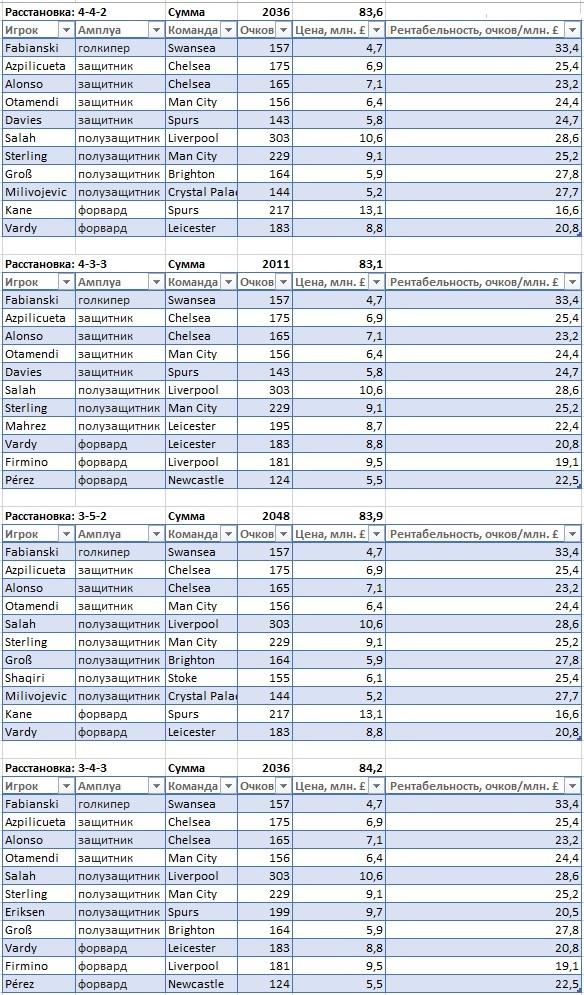 Расстановка: 4-4-2 Сумма 2036 83,6
Игрок Амплуа Команда Очков Цена, млн. £ Рентабельность, очков/млн. £
Fabianski голкипер Swansea 157 4,7 33,4
Azpilicueta защитник Chelsea 175 6,9 25,4
Alonso защитник Chelsea 165 7,1 23,2
Otamendi защитник Man City 156 6,4 24,4
Davies защитник Spurs 143 5,8 24,7
Salah полузащитник Liverpool 303 10,6 28,6
Sterling полузащитник Man City 229 9,1 25,2
Groß полузащитник Brighton 164 5,9 27,8
Milivojevic полузащитник Crystal Palac 144 5,2 27,7
Kane форвард Spurs 217 13,1 16,6
Vardy форвард Leicester 183 8,8 20,8
Расстановка: 4-3-3 Сумма 2011 83,1
Игрок Амплуа Команда Очков Цена, млн. £ Рентабельность, очков/млн. £
Fabianski голкипер Swansea 157 4,7 33,4
Azpilicueta защитник Chelsea 175 6,9 25,4
Alonso защитник Chelsea 165 7,1 23,2
Otamendi защитник Man City 156 6,4 24,4
Davies защитник Spurs 143 5,8 24,7
Salah полузащитник Liverpool 303 10,6 28,6
Sterling полузащитник Man City 229 9,1 25,2
Mahrez полузащитник Leicester 195 8,7 22,4
Vardy форвард Leicester 183 8,8 20,8
Firmino форвард Liverpool 181 9,5 19,1
Pérez форвард Newcastle 124 5,5 22,5
Расстановка: 3-5-2 Сумма 2048 83,9
Игрок Амплуа Команда Очков Цена, млн. £ Рентабельность, очков/млн. £
Fabianski голкипер Swansea 157 4,7 33,4
Azpilicueta защитник Chelsea 175 6,9 25,4
Alonso защитник Chelsea 165 7,1 23,2
Otamendi защитник Man City 156 6,4 24,4
Salah полузащитник Liverpool 303 10,6 28,6
Sterling полузащитник Man City 229 9,1 25,2
Groß полузащитник Brighton 164 5,9 27,8
Shaqiri полузащитник Stoke 155 6,1 25,4
Milivojevic полузащитник Crystal Palac 144 5,2 27,7
Kane форвард Spurs 217 13,1 16,6
Vardy форвард Leicester 183 8,8 20,8
Расстановка: 3-4-3 Сумма 2036 84,2
Игрок Амплуа Команда Очков Цена, млн. £ Рентабельность, очков/млн. £
Fabianski голкипер Swansea 157 4,7 33,4
Azpilicueta защитник Chelsea 175 6,9 25,4
Alonso защитник Chelsea 165 7,1 23,2
Otamendi защитник Man City 156 6,4 24,4
Salah полузащитник Liverpool 303 10,6 28,6
Sterling полузащитник Man City 229 9,1 25,2
Eriksen полузащитник Spurs 199 9,7 20,5
Groß полузащитник Brighton 164 5,9 27,8
Vardy форвард Leicester 183 8,8 20,8
Firmino форвард Liverpool 181 9,5 19,1
Pérez форвард Newcastle 124 5,5 22,5